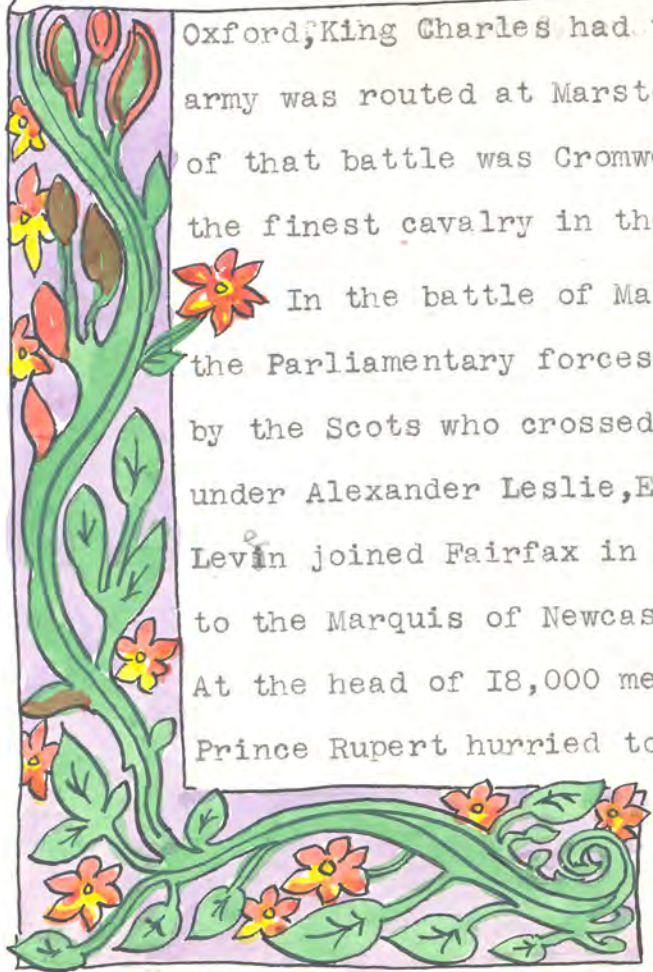 Oxford,King Charles had
army was routed at Marst
of that battle was Cromw
the finest cavalry in th
In the battle of Ma
the Parliamentary forces
by the Scots who crossed
under Alexander Leslie,E
Leven joined Fairfax in
to the Marquis of Newcas
At the head of I8,000 me
Prince Rupert hurried to